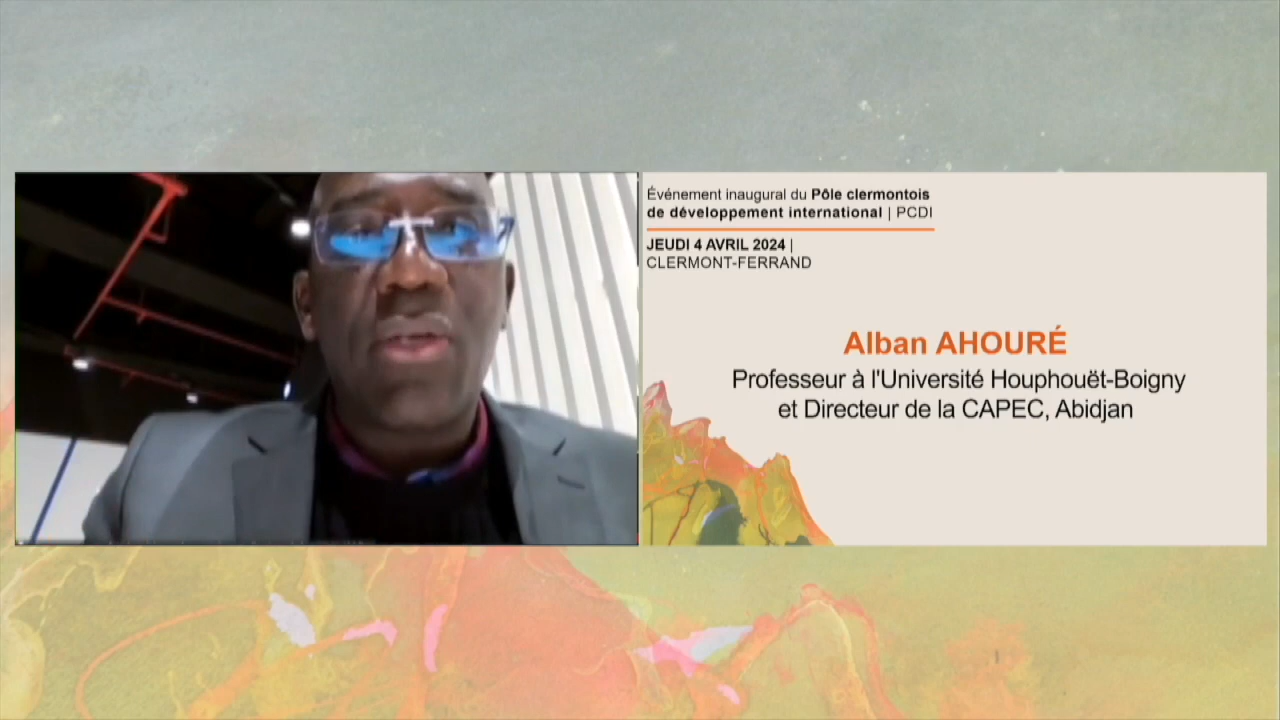 Événement inaugural du Pôle clermontois
de développement international | PCDI
JEUDI 4 AVRIL 2024 |
CLERMONT-FERRAND
Alban AHOURÉ
Professeur à l'Université Houphouët-Boigny
et Directeur de la CAPEC, Abidjan